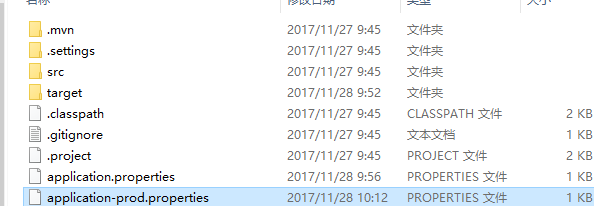 名称 修改日期 类型 大小
.mvn 2017/11/27 9:45 文件夹
.settings 2017/11/27 9:45 文件夹
src 2017/11/27 9:45 文件夹
target 2017/11/28 9:52 文件夹
.classpath 2017/11/27 9:45 CLASSPATH 文件 2 KB
.gitignore 2017/11/27 9:45 文本文档 1 KB
.project 2017/11/27 9:45 PROJECT 文件 2 KB
application.properties 2017/11/28 9:56 PROPERTIES 文件 1 KB
application-prod.properties 2017/11/28 10:12 PROPERTIES 文件 1 KB